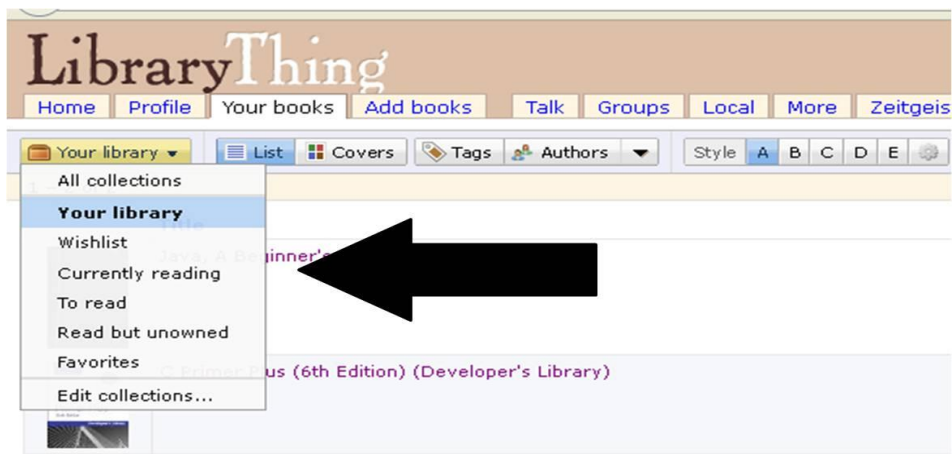 LibraryThing
Home Profile Your books Add books Talk Groups Local More Zeitgeis
Your library List Covers Tags Authors Style A B C D E
All collections
Your library
Title
Wishlist
Java, A Beginner's
Currently reading
To read
Read but unowned
Favorites
C Primer Plus (6th Edition) (Developer's Library)
Edit collections...